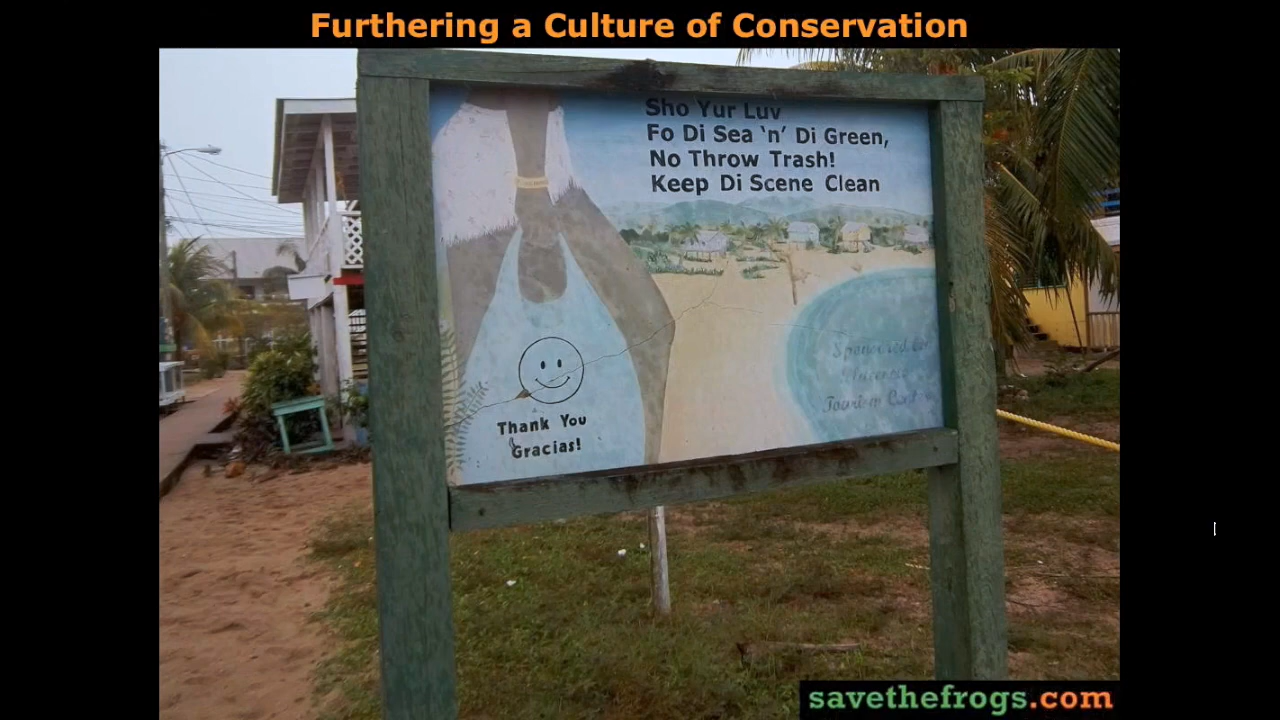 Furthering a Culture of Conservation
Sho Yur Luv
Fo Di Sea ‘n’ Di Green,
No Throw Trash!
Keep Di Scene Clean
Thank You
Gracias!
Sponsored
savethefrogs.com